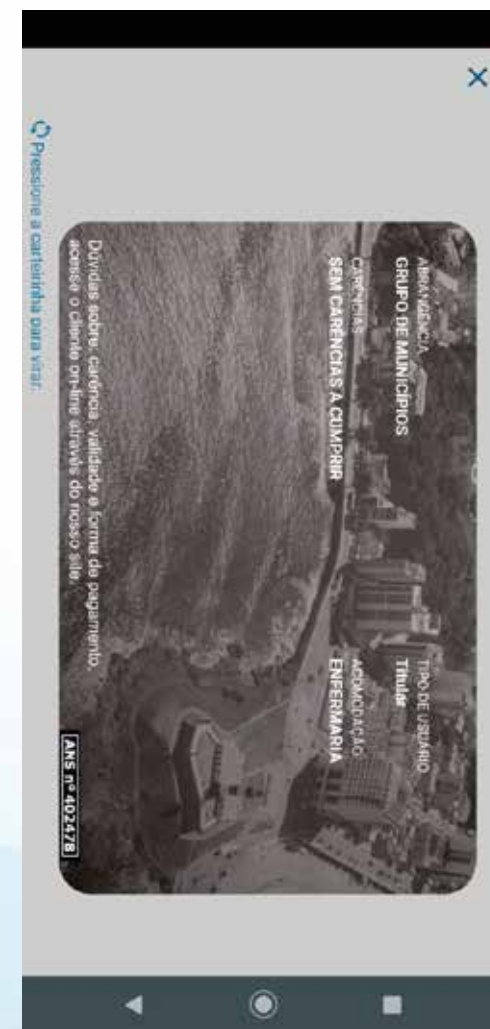 ABRANGÊNCIA
GRUPO DE MUNICÍPIOS
TIPO DE USUÁRIO
Titular
CARÊNCIAS
SEM CARÊNCIAS A CUMPRIR
ACOMODAÇÃO
ENFERMARIA
Dúvidas sobre: carência, validade e forma de pagamento,
acesse o cliente on-line através do nosso site.
ANS nº 402478
Pressione a carteirinha para virar.